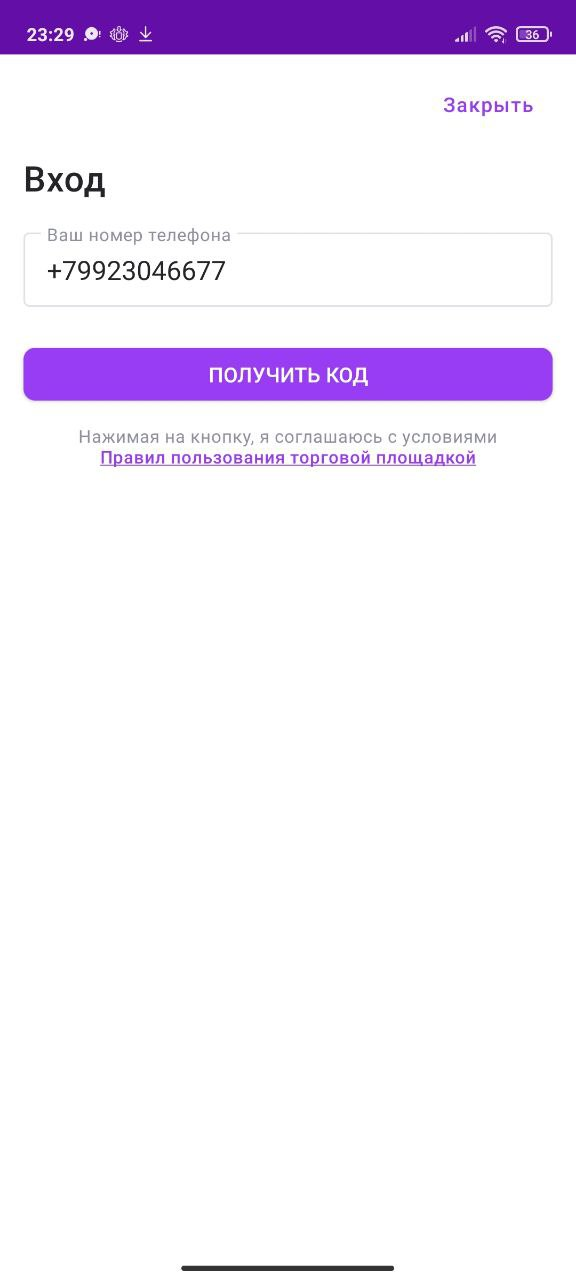 23:29
36
Закрыть
Вход
Ваш номер телефона
+79923046677
ПОЛУЧИТЬ КОД
Нажимая на кнопку, я соглашаюсь с условиями
Правил пользования торговой площадкой